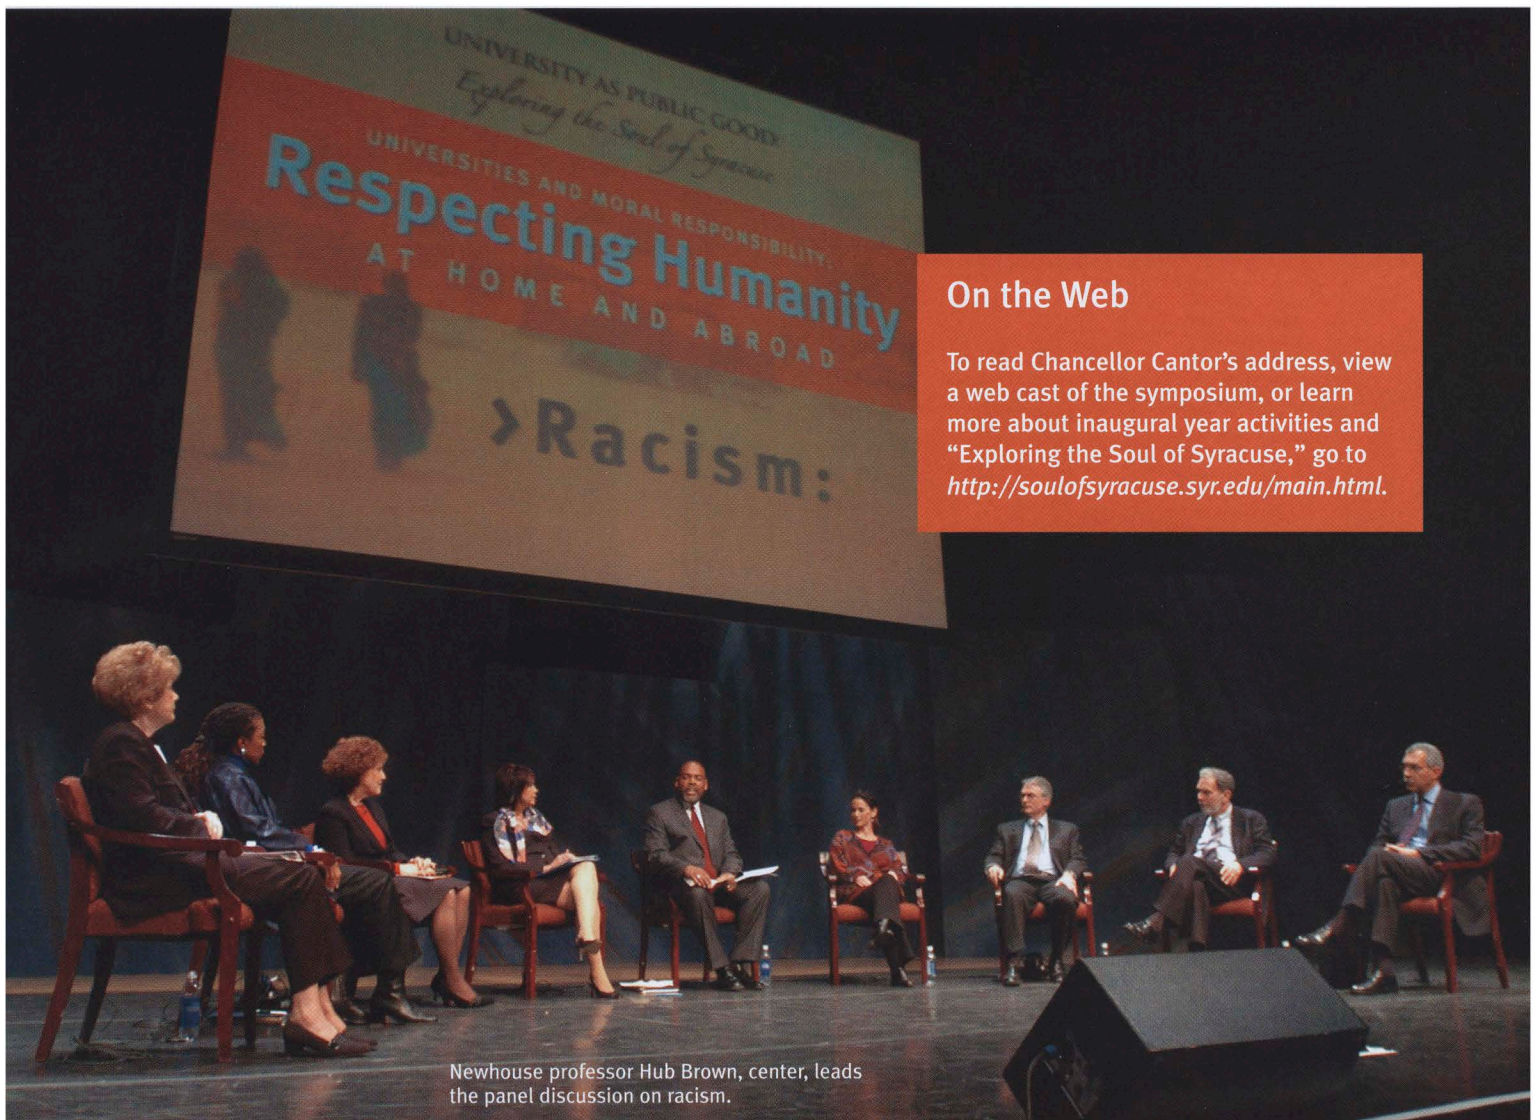 UNIVERSITY AS PUBLIC GOOD:
Exploring the Soul of Syracuse
UNIVERSITIES AND MORAL RESPONSIBILITY:
Respecting Humanity
AT HOME AND ABROAD
>Racism:
On the Web
To read Chancellor Cantor’s address, view
a web cast of the symposium, or learn
more about inaugural year activities and
“Exploring the Soul of Syracuse,” go to
http://soulofsyracuse.syr.edu/main.html.
Newhouse professor Hub Brown, center, leads
the panel discussion on racism.